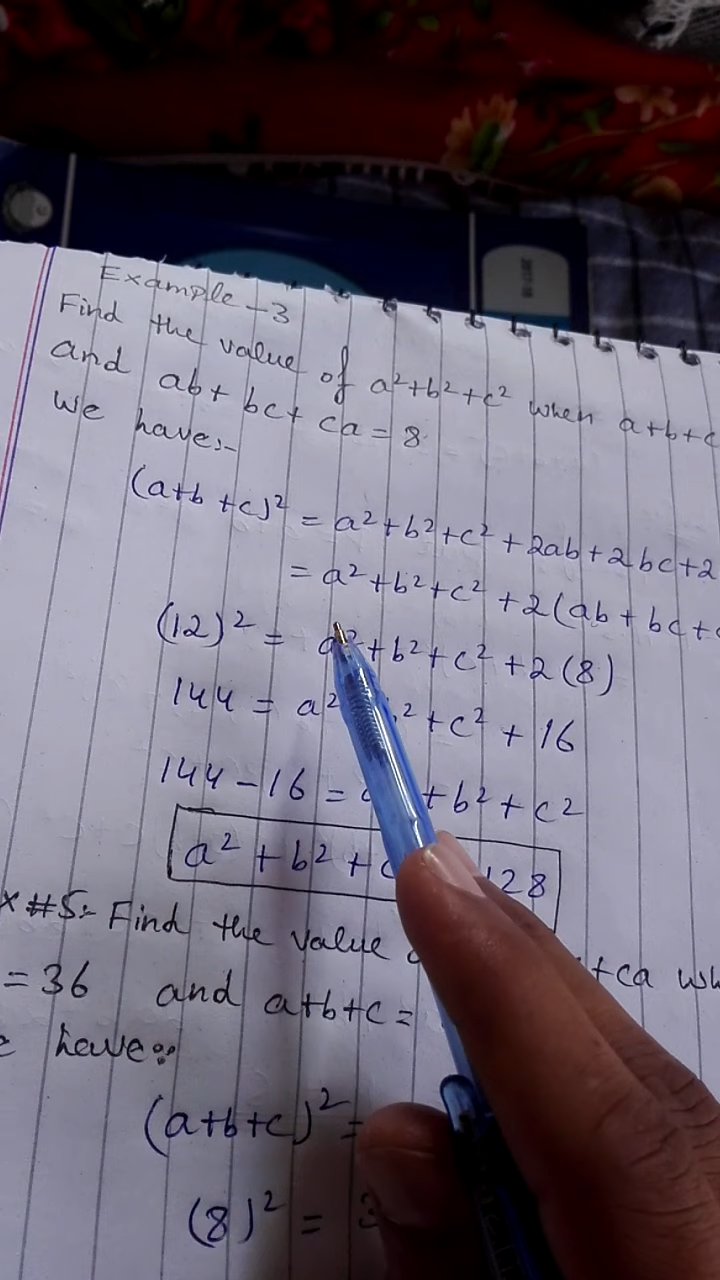 Example-3
Find the value of a²+b²+c² when a+b+c
and ab+ bc+ ca = 8
We have:-
(a+b+c)² = a²+b²+c²+2ab+2bc+2
= a²+b²+c²+2(ab+bc+
(12)² = a²+b²+c²+2(8)
144 = a² b²+c²+16
144-16 = +b²+c²
a²+b²+c 128
x #5:- Find the value +ca wh
=36 and a+b+c=
e have:-
(a+b+c)²=
(8)² = 3